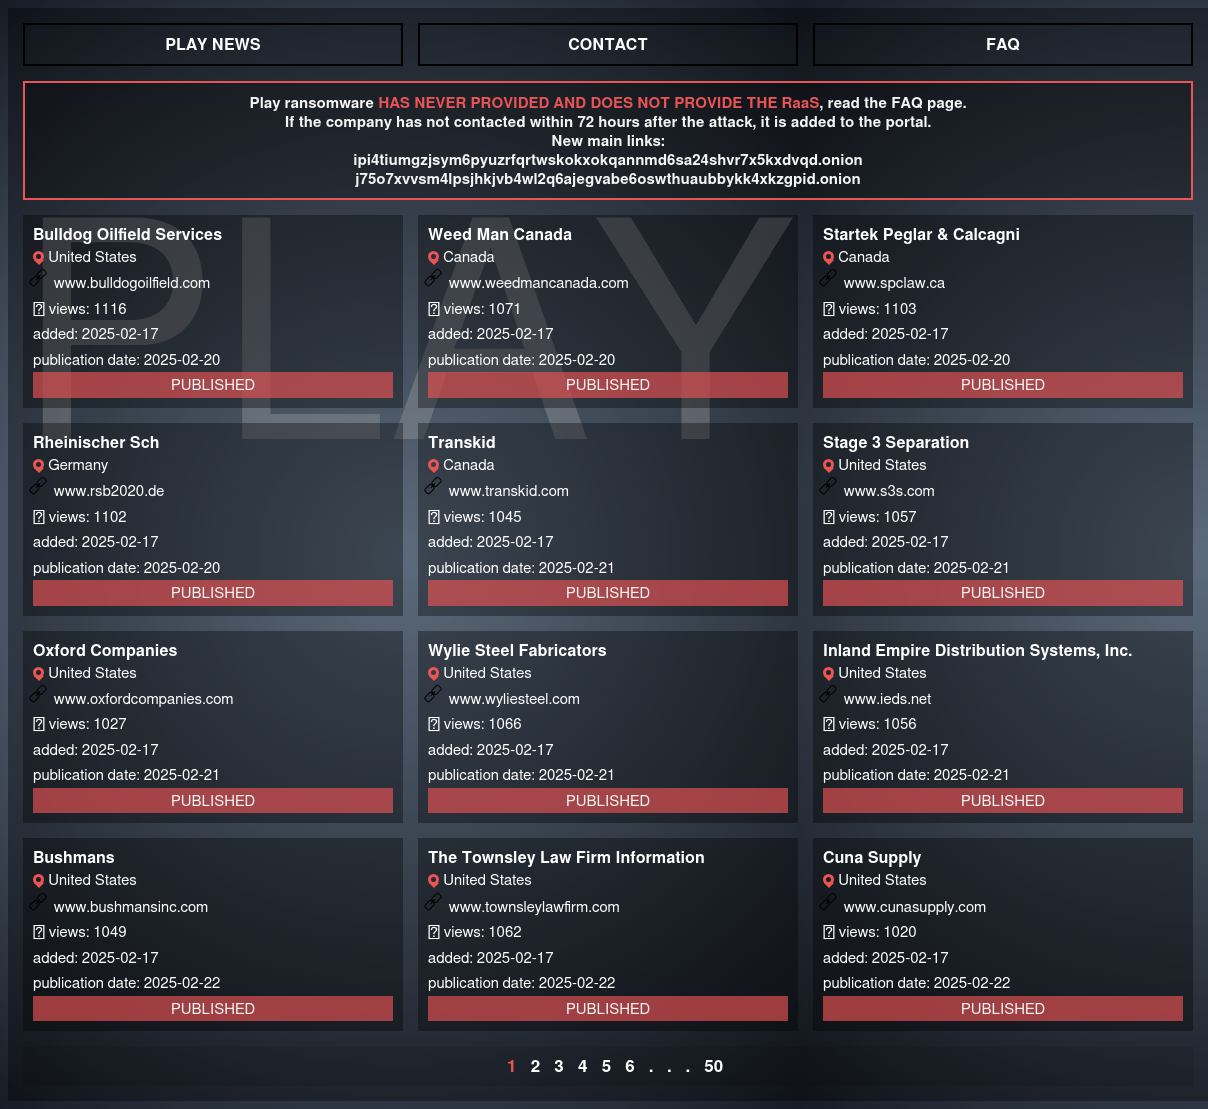 PLAY NEWS
CONTACT
FAQ
Play ransomware HAS NEVER PROVIDED AND DOES NOT PROVIDE THE RaaS, read the FAQ page.
If the company has not contacted within 72 hours after the attack, it is added to the portal.
New main links:
ipi4tiumgzjsym6pyuzrfqrtwskokxokqannmd6sa24shvr7x5kxdvqd.onion
j75o7xvvsm4lpsjhkjvb4wl2q6ajegvabe6oswthuaubbykk4xkzgpid.onion
PLAY
Bulldog Oilfield Services
United States
www.bulldogoilfield.com
views: 1116
added: 2025-02-17
publication date: 2025-02-20
PUBLISHED
Weed Man Canada
Canada
www.weedmancanada.com
views: 1071
added: 2025-02-17
publication date: 2025-02-20
PUBLISHED
Startek Peglar & Calcagni
Canada
www.spclaw.ca
views: 1103
added: 2025-02-17
publication date: 2025-02-20
PUBLISHED
Rheinischer Sch
Germany
www.rsb2020.de
views: 1102
added: 2025-02-17
publication date: 2025-02-20
PUBLISHED
Transkid
Canada
www.transkid.com
views: 1045
added: 2025-02-17
publication date: 2025-02-21
PUBLISHED
Stage 3 Separation
United States
www.s3s.com
views: 1057
added: 2025-02-17
publication date: 2025-02-21
PUBLISHED
Oxford Companies
United States
www.oxfordcompanies.com
views: 1027
added: 2025-02-17
publication date: 2025-02-21
PUBLISHED
Wylie Steel Fabricators
United States
www.wyliesteel.com
views: 1066
added: 2025-02-17
publication date: 2025-02-21
PUBLISHED
Inland Empire Distribution Systems, Inc.
United States
www.ieds.net
views: 1056
added: 2025-02-17
publication date: 2025-02-21
PUBLISHED
Bushmans
United States
www.bushmansinc.com
views: 1049
added: 2025-02-17
publication date: 2025-02-22
PUBLISHED
The Townsley Law Firm Information
United States
www.townsleylawfirm.com
views: 1062
added: 2025-02-17
publication date: 2025-02-22
PUBLISHED
Cuna Supply
United States
www.cunasupply.com
views: 1020
added: 2025-02-17
publication date: 2025-02-22
PUBLISHED
1 2 3 4 5 6 . . . 50